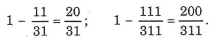 1 − 11/31 = 20/31;  1 − 111/311 = 200/311.